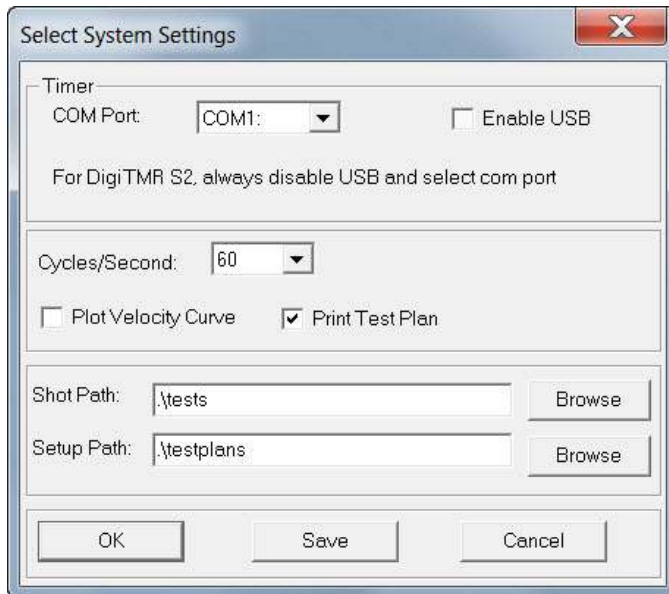 Select System Settings
Timer
COM Port: COM1: Enable USB
For DigiTMR S2, always disable USB and select com port
Cycles/Second: 60
Plot Velocity Curve Print Test Plan
Shot Path: .\tests Browse
Setup Path: .\testplans Browse
OK Save Cancel